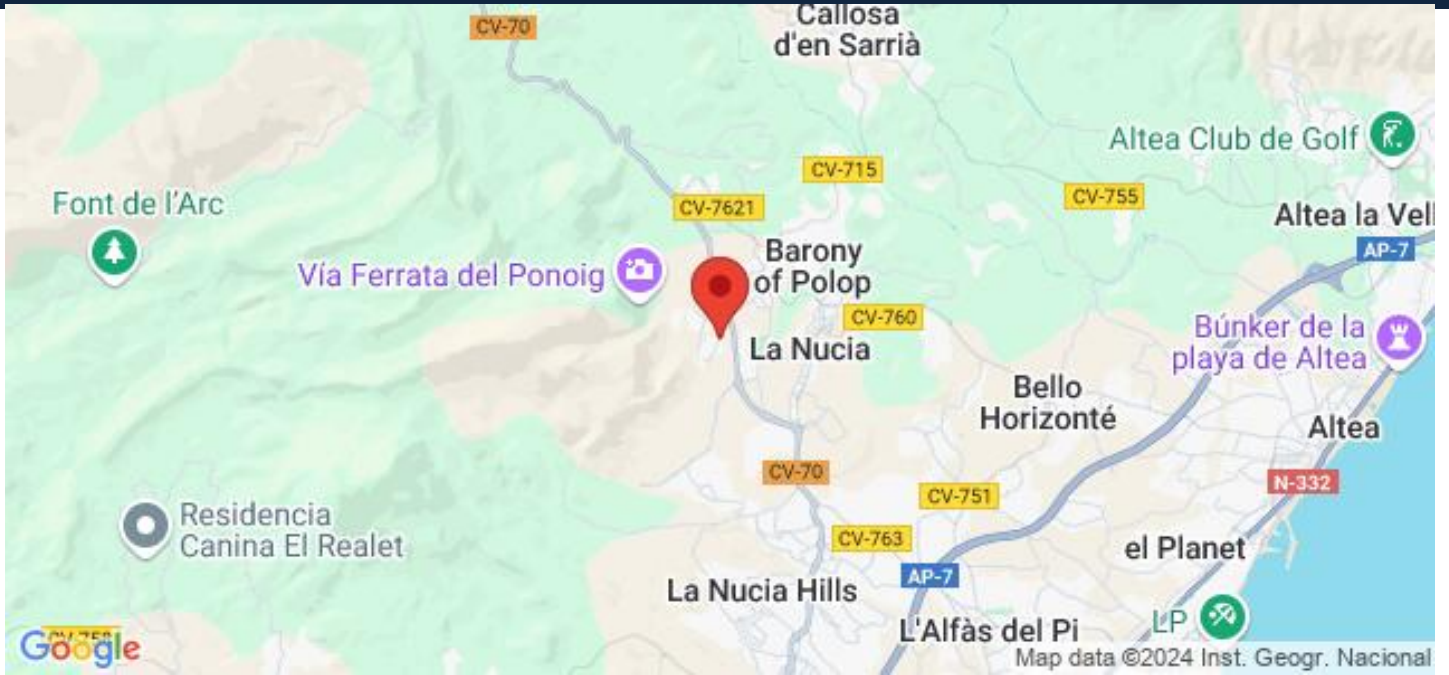 CV-70
Callosa
d'en Sarrià
Altea Club de Golf
CV-715
CV-755
Font de l'Arc
CV-7621
Altea la Vell
AP-7
Barony
of Polop
Vía Ferrata del Ponoig
CV-760
Búnker de la
playa de Altea
La Nucia
Bello
Horizonté
Altea
CV-70
N-332
CV-751
Residencia
Canina El Realet
CV-763
el Planet
AP-7
La Nucia Hills
L'Alfàs del Pi
LP
Google
Map data ©2024 Inst. Geogr. Nacional